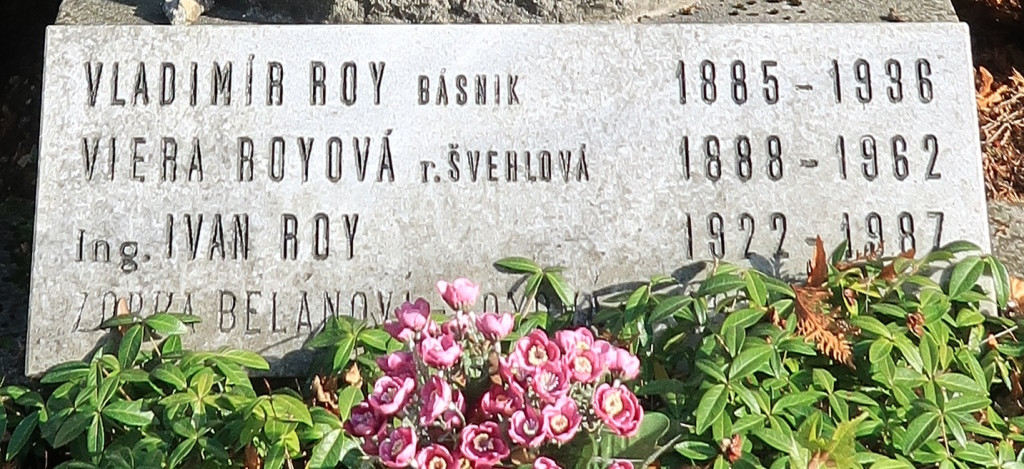 VLADIMÍR ROY BÁSNIK 1885-1936
VIERA ROYOVÁ r.ŠVEHLOVÁ 1888-1962
Ing. IVAN ROY 1922-1987
BELANOVÁ